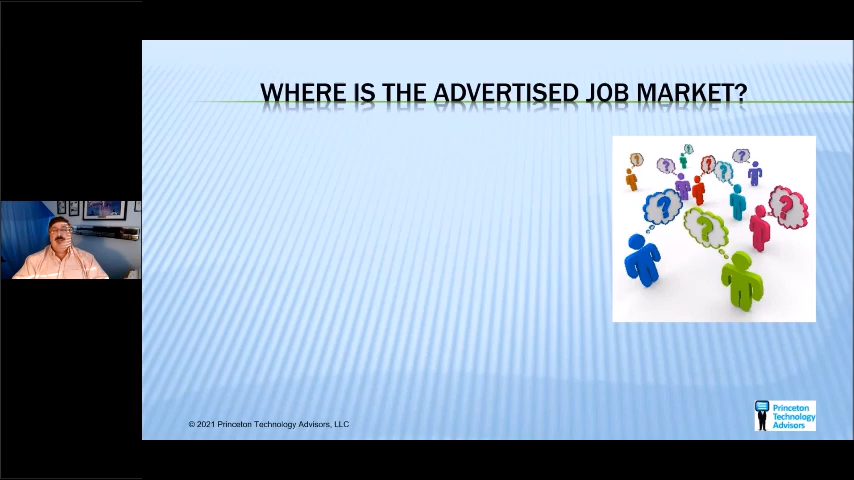 WHERE IS THE ADVERTISED JOB MARKET?
? ? ? ? ? ? ? ? ?
© 2021 Princeton Technology Advisors, LLC
Princeton
Technology
Advisors